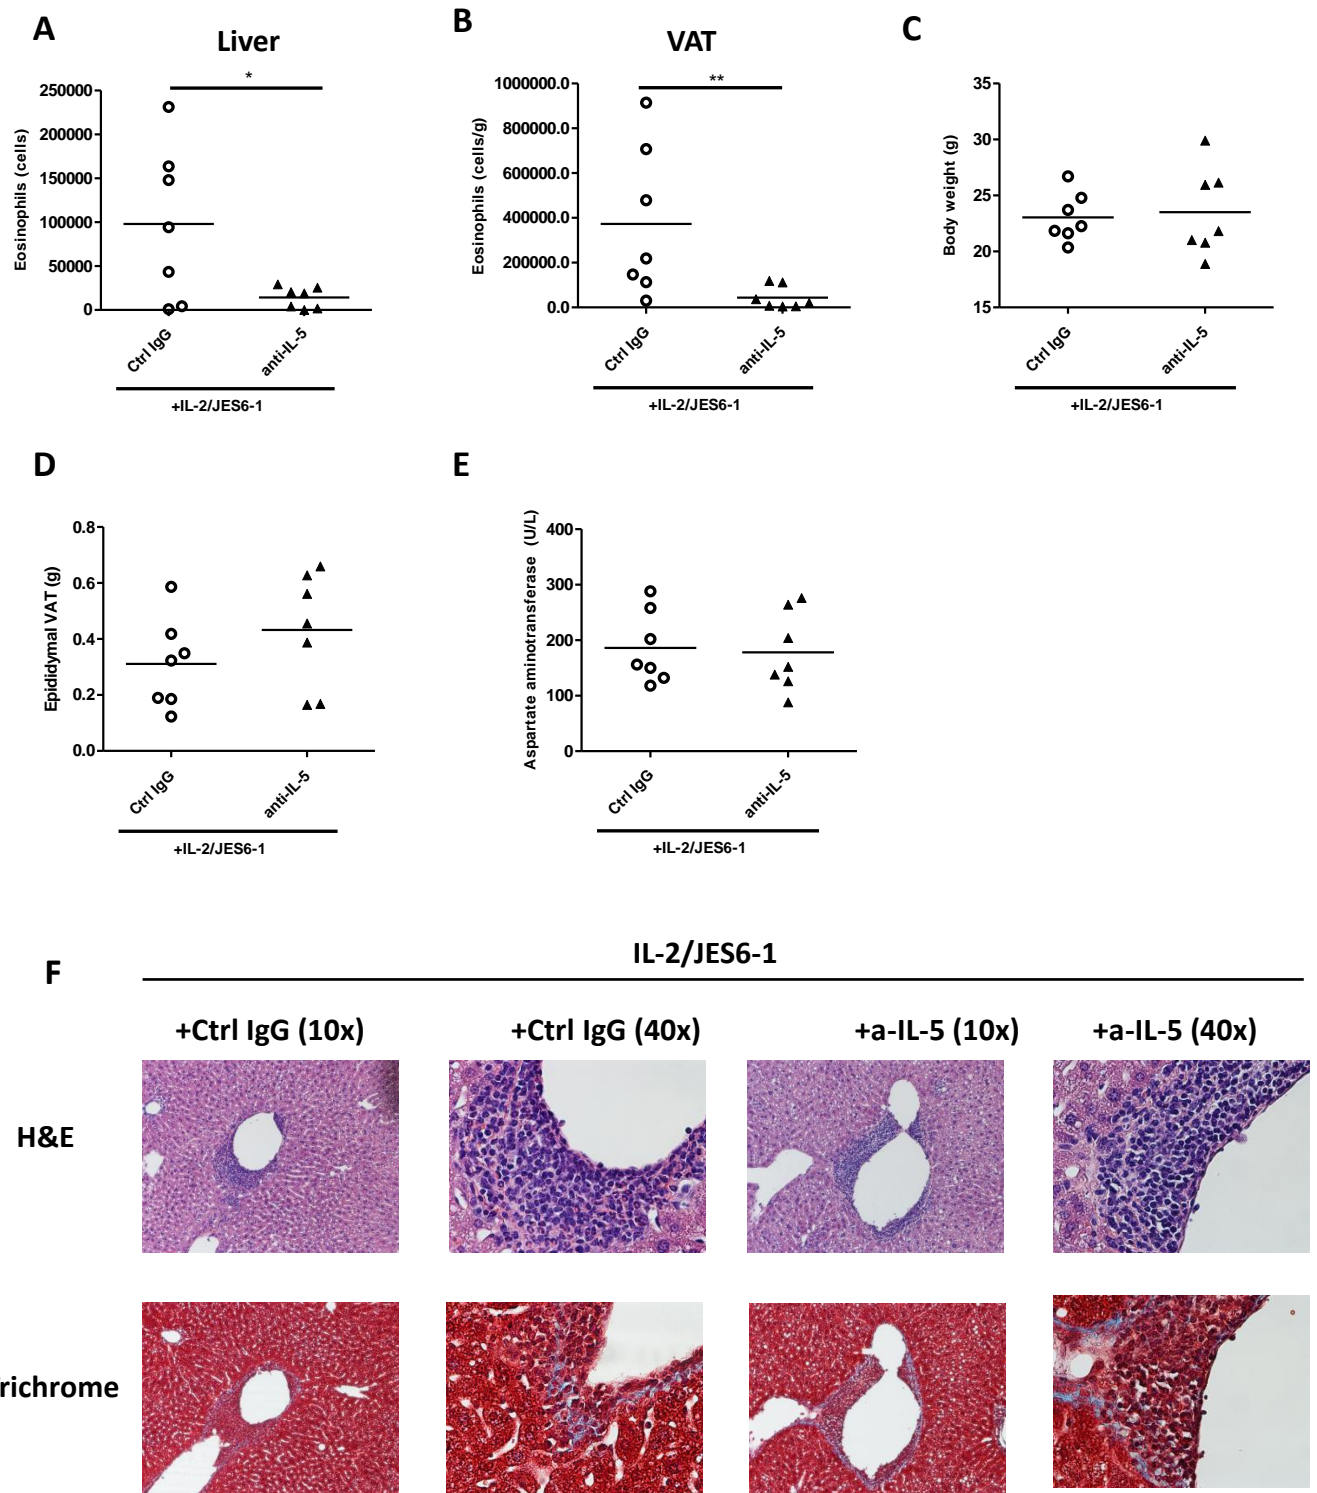 A
Liver
*
Eosinophils (cells)
250000
200000
150000
100000
50000
0
Ctrl IgG
anti-IL-5
+IL-2/JES6-1
B
VAT
**
Eosinophils (cells/g)
1000000.0
800000.0
600000.0
400000.0
200000.0
0.0
Ctrl IgG
anti-IL-5
+IL-2/JES6-1
C
Body weight (g)
35
30
25
20
15
Ctrl IgG
anti-IL-5
+IL-2/JES6-1
D
Epididymal VAT (g)
0.8
0.6
0.4
0.2
0.0
Ctrl IgG
anti-IL-5
+IL-2/JES6-1
E
Aspartate aminotransferase (U/L)
400
300
200
100
0
Ctrl IgG
anti-IL-5
+IL-2/JES6-1
F
IL-2/JES6-1
+Ctrl IgG (10x)
+Ctrl IgG (40x)
+a-IL-5 (10x)
+a-IL-5 (40x)
H&E
richrome